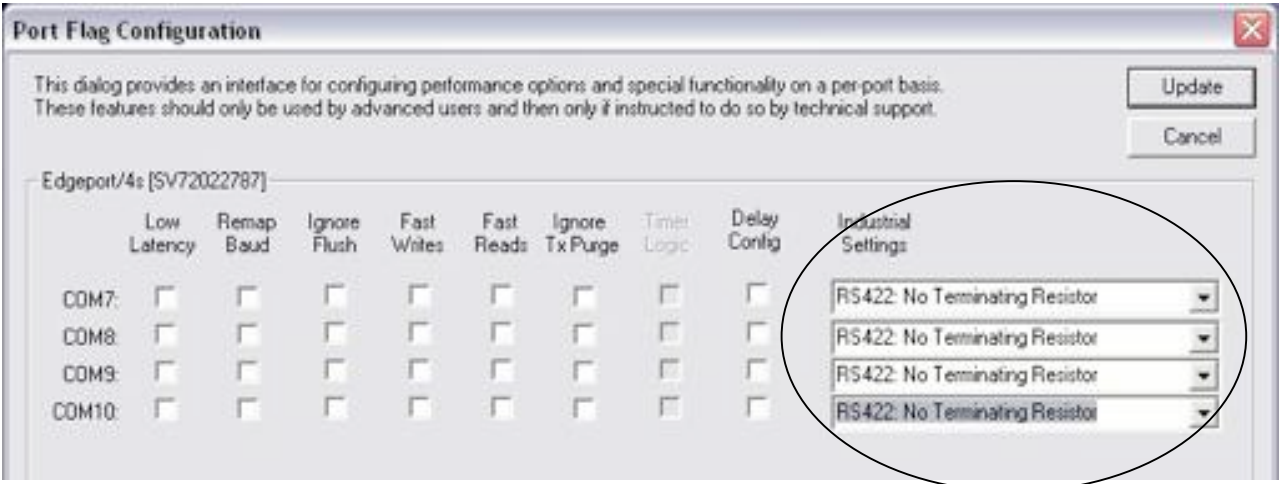 Port Flag Configuration
This dialog provides an interface for configuring performance options and special functionality on a per-port basis.
These features should only be used by advanced users and then only if instructed to do so by technical support.
Update
Cancel
Edgeport/4s [SV72022787]
Low Latency
Remap Baud
Ignore Flush
Fast Writes
Fast Reads
Ignore Tx Purge
Timer Logic
Delay Config
Industrial Settings
COM7: RS422: No Terminating Resistor
COM8: RS422: No Terminating Resistor
COM9: RS422: No Terminating Resistor
COM10: RS422: No Terminating Resistor